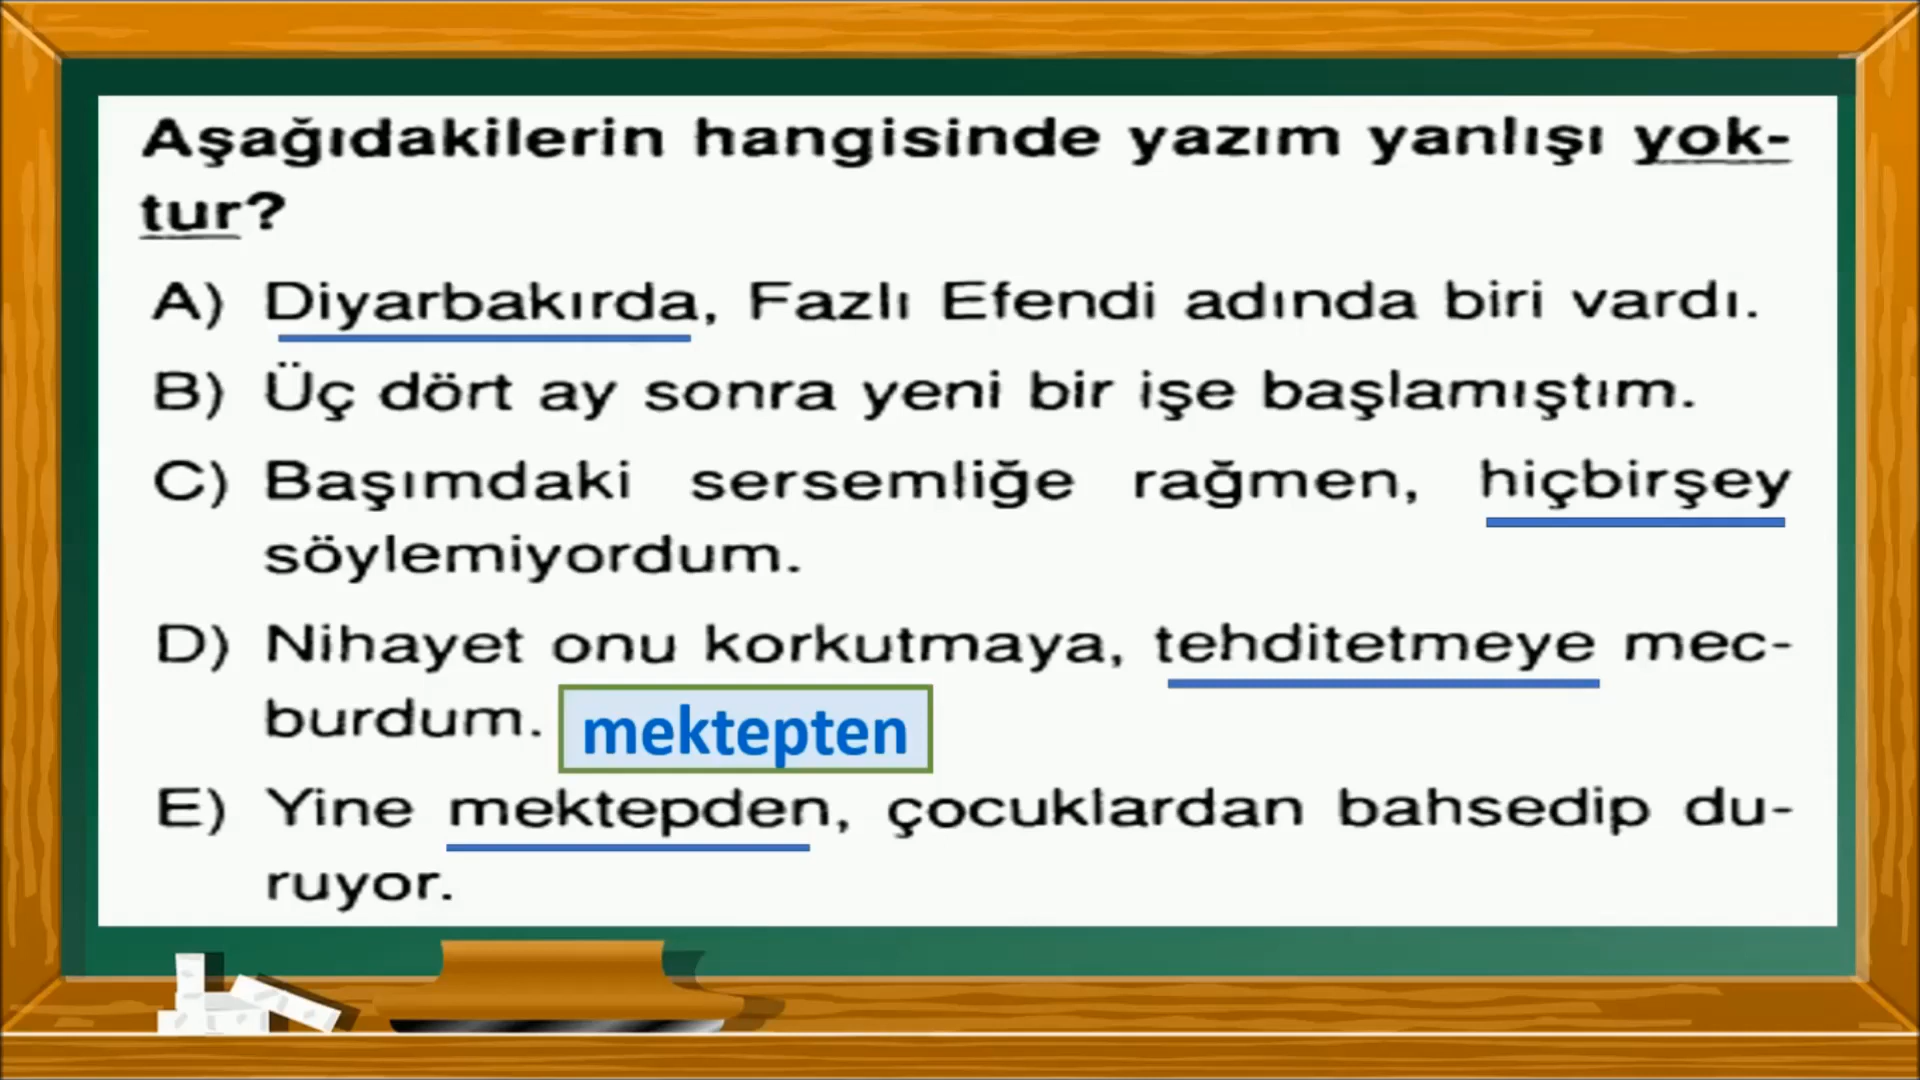 Aşağıdakilerin hangisinde yazım yanlışı yok-
tur?
A) Diyarbakırda, Fazlı Efendi adında biri vardı.
B) Üç dört ay sonra yeni bir işe başlamıştım.
C) Başımdaki sersemliğe rağmen, hiçbirşey
söylemiyordum.
D) Nihayet onu korkutmaya, tehditetmeye mec-
burdum.
mektepten
E) Yine mektepden, çocuklardan bahsedip du-
ruyor.